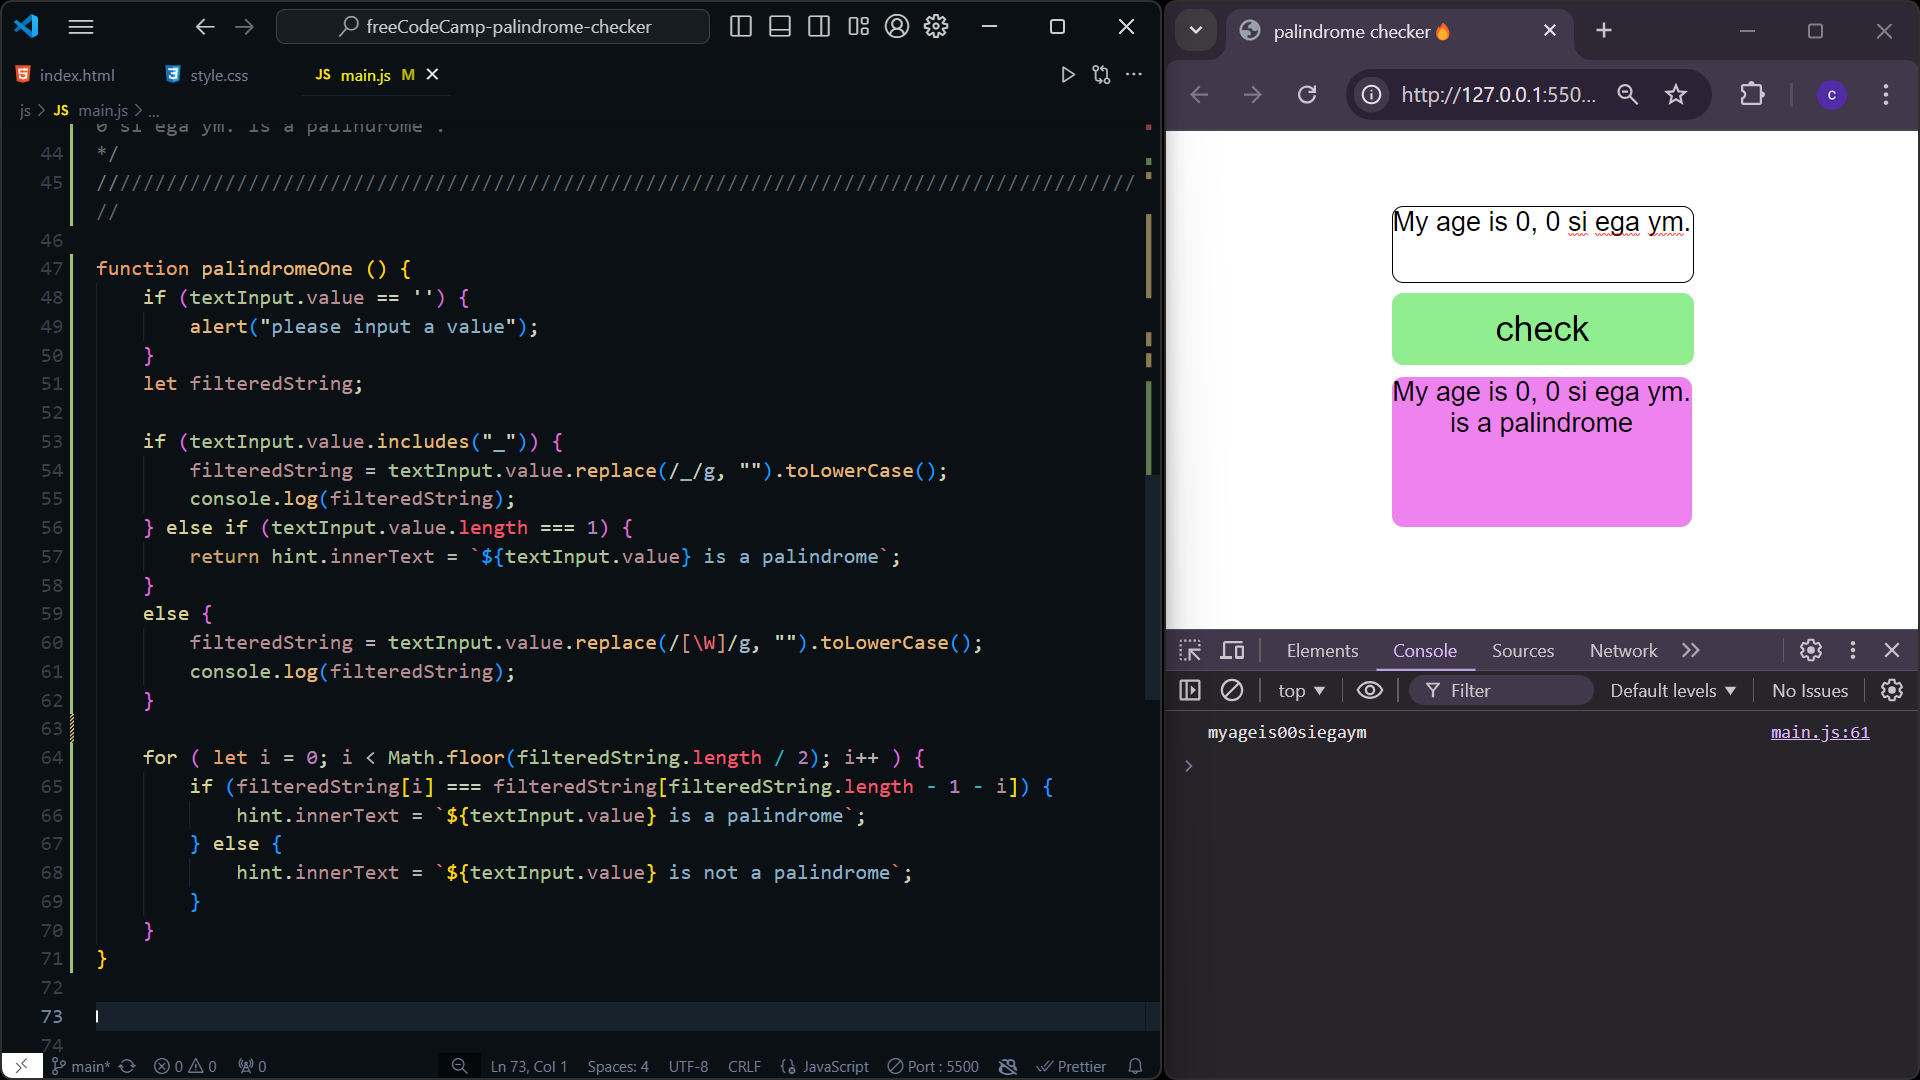 freeCodeCamp-palindrome-checker
index.html
style.css
JS main.js M
js > JS main.js > ...
0 si ega ym. is a palindrome".
44 */
45 /////////////////////////////////////////////////////////////////////////////////////////
//
46
47 function palindromeOne () {
48 if (textInput.value == '') {
49 alert("please input a value");
50 }
51 let filteredString;
52
53 if (textInput.value.includes("_")) {
54 filteredString = textInput.value.replace(/_/g, "").toLowerCase();
55 console.log(filteredString);
56 } else if (textInput.value.length === 1) {
57 return hint.innerText = `${textInput.value} is a palindrome`;
58 }
59 else {
60 filteredString = textInput.value.replace(/[\W]/g, "").toLowerCase();
61 console.log(filteredString);
62 }
63
64 for ( let i = 0; i < Math.floor(filteredString.length / 2); i++ ) {
65 if (filteredString[i] === filteredString[filteredString.length - 1 - i]) {
66 hint.innerText = `${textInput.value} is a palindrome`;
67 } else {
68 hint.innerText = `${textInput.value} is not a palindrome`;
69 }
70 }
71 }
72
73
74
main* 0 0 0
Ln 73, Col 1 Spaces: 4 UTF-8 CRLF {} JavaScript Port : 5500 Prettier
palindrome checker🔥
http://127.0.0.1:550...
c
My age is 0, 0 si ega ym.
check
My age is 0, 0 si ega ym.
is a palindrome
Elements Console Sources Network
top Filter Default levels No Issues
myageis00siegaym main.js:61